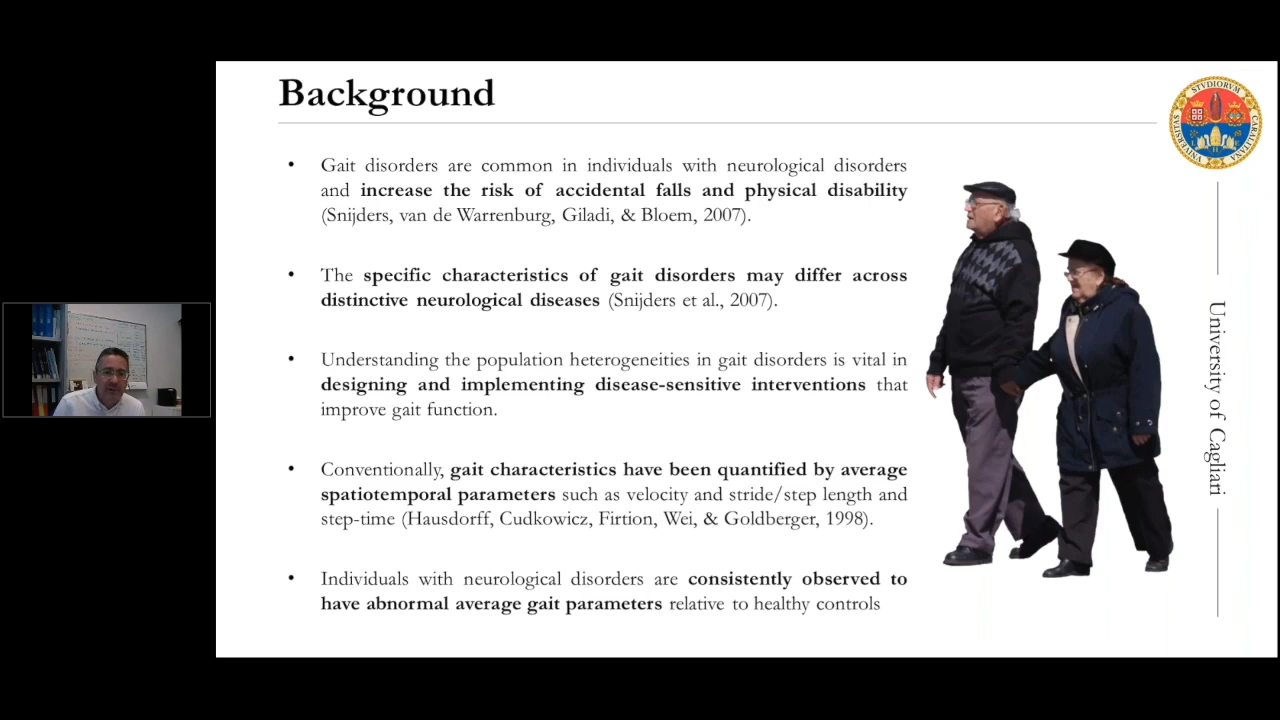 Background
• Gait disorders are common in individuals with neurological disorders
and increase the risk of accidental falls and physical disability
(Snijders, van de Warrenburg, Giladi, & Bloem, 2007).
• The specific characteristics of gait disorders may differ across
distinctive neurological diseases (Snijders et al., 2007).
• Understanding the population heterogeneities in gait disorders is vital in
designing and implementing disease-sensitive interventions that
improve gait function.
• Conventionally, gait characteristics have been quantified by average
spatiotemporal parameters such as velocity and stride/step length and
step-time (Hausdorff, Cudkowicz, Firtion, Wei, & Goldberger, 1998).
• Individuals with neurological disorders are consistently observed to
have abnormal average gait parameters relative to healthy controls
STVDIORVM
VNIVERSITAS
CARALITANA
University of Cagliari